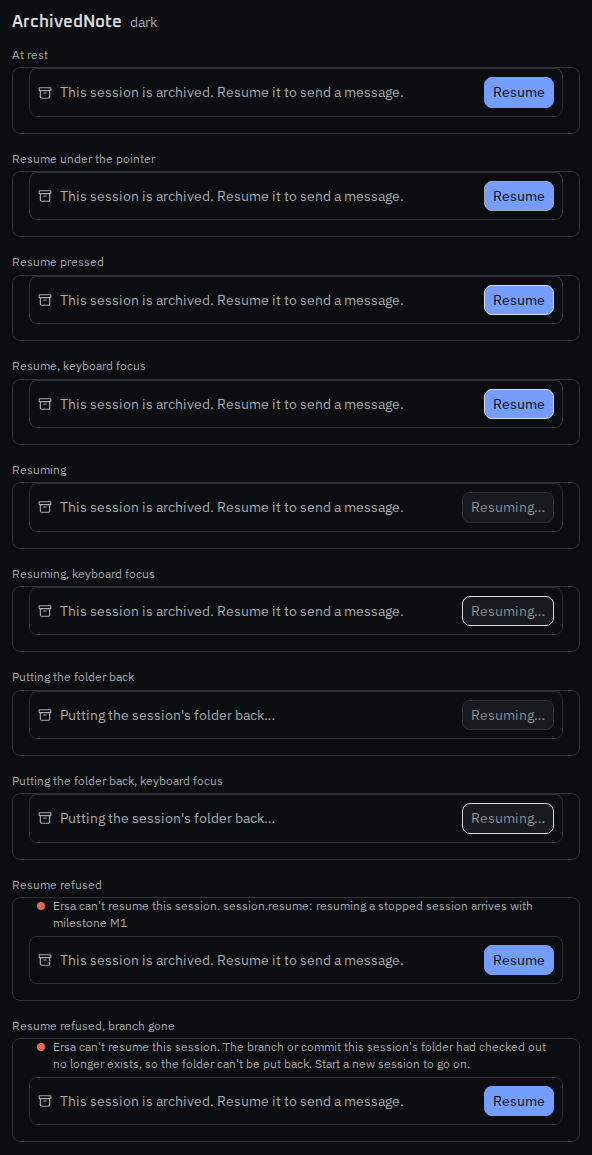 ArchivedNote dark
At rest
This session is archived. Resume it to send a message. Resume
Resume under the pointer
This session is archived. Resume it to send a message. Resume
Resume pressed
This session is archived. Resume it to send a message. Resume
Resume, keyboard focus
This session is archived. Resume it to send a message. Resume
Resuming
This session is archived. Resume it to send a message. Resuming...
Resuming, keyboard focus
This session is archived. Resume it to send a message. Resuming...
Putting the folder back
Putting the session's folder back... Resuming...
Putting the folder back, keyboard focus
Putting the session's folder back... Resuming...
Resume refused
Ersa can't resume this session. session.resume: resuming a stopped session arrives with
milestone M1
This session is archived. Resume it to send a message. Resume
Resume refused, branch gone
Ersa can't resume this session. The branch or commit this session's folder had checked out
no longer exists, so the folder can't be put back. Start a new session to go on.
This session is archived. Resume it to send a message. Resume